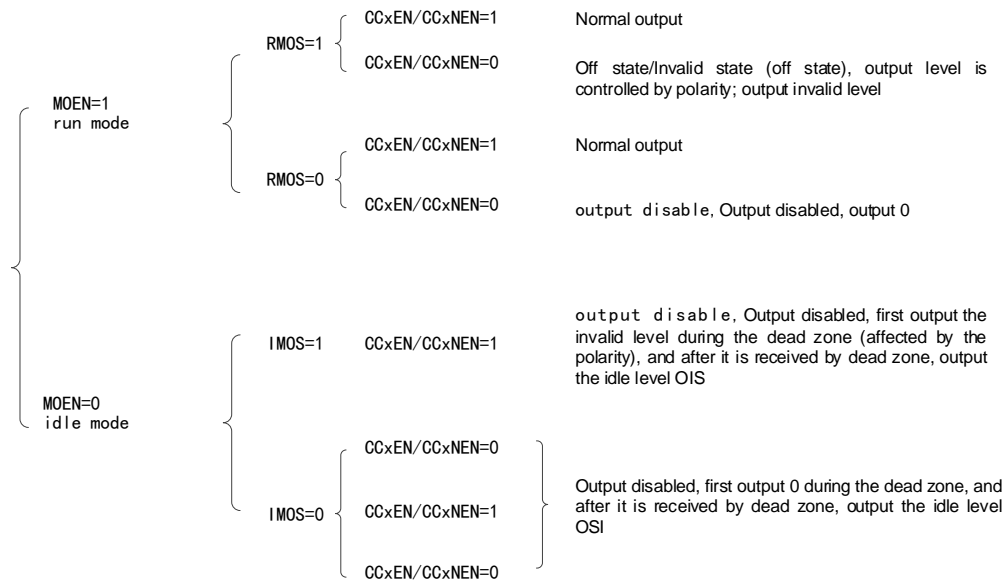 CCxEN/CCxNEN=1 Normal output
RMOS=1
CCxEN/CCxNEN=0 Off state/Invalid state (off state), output level is
controlled by polarity; output invalid level
MOEN=1
run mode
CCxEN/CCxNEN=1 Normal output
RMOS=0
CCxEN/CCxNEN=0 output disable, Output disabled, output 0
output disable, Output disabled, first output the
IMOS=1 CCxEN/CCxNEN=1 invalid level during the dead zone (affected by the
polarity), and after it is received by dead zone, output
the idle level OIS
MOEN=0
idle mode
CCxEN/CCxNEN=0
Output disabled, first output 0 during the dead zone, and
IMOS=0 CCxEN/CCxNEN=1 after it is received by dead zone, output the idle level
OSI
CCxEN/CCxNEN=0